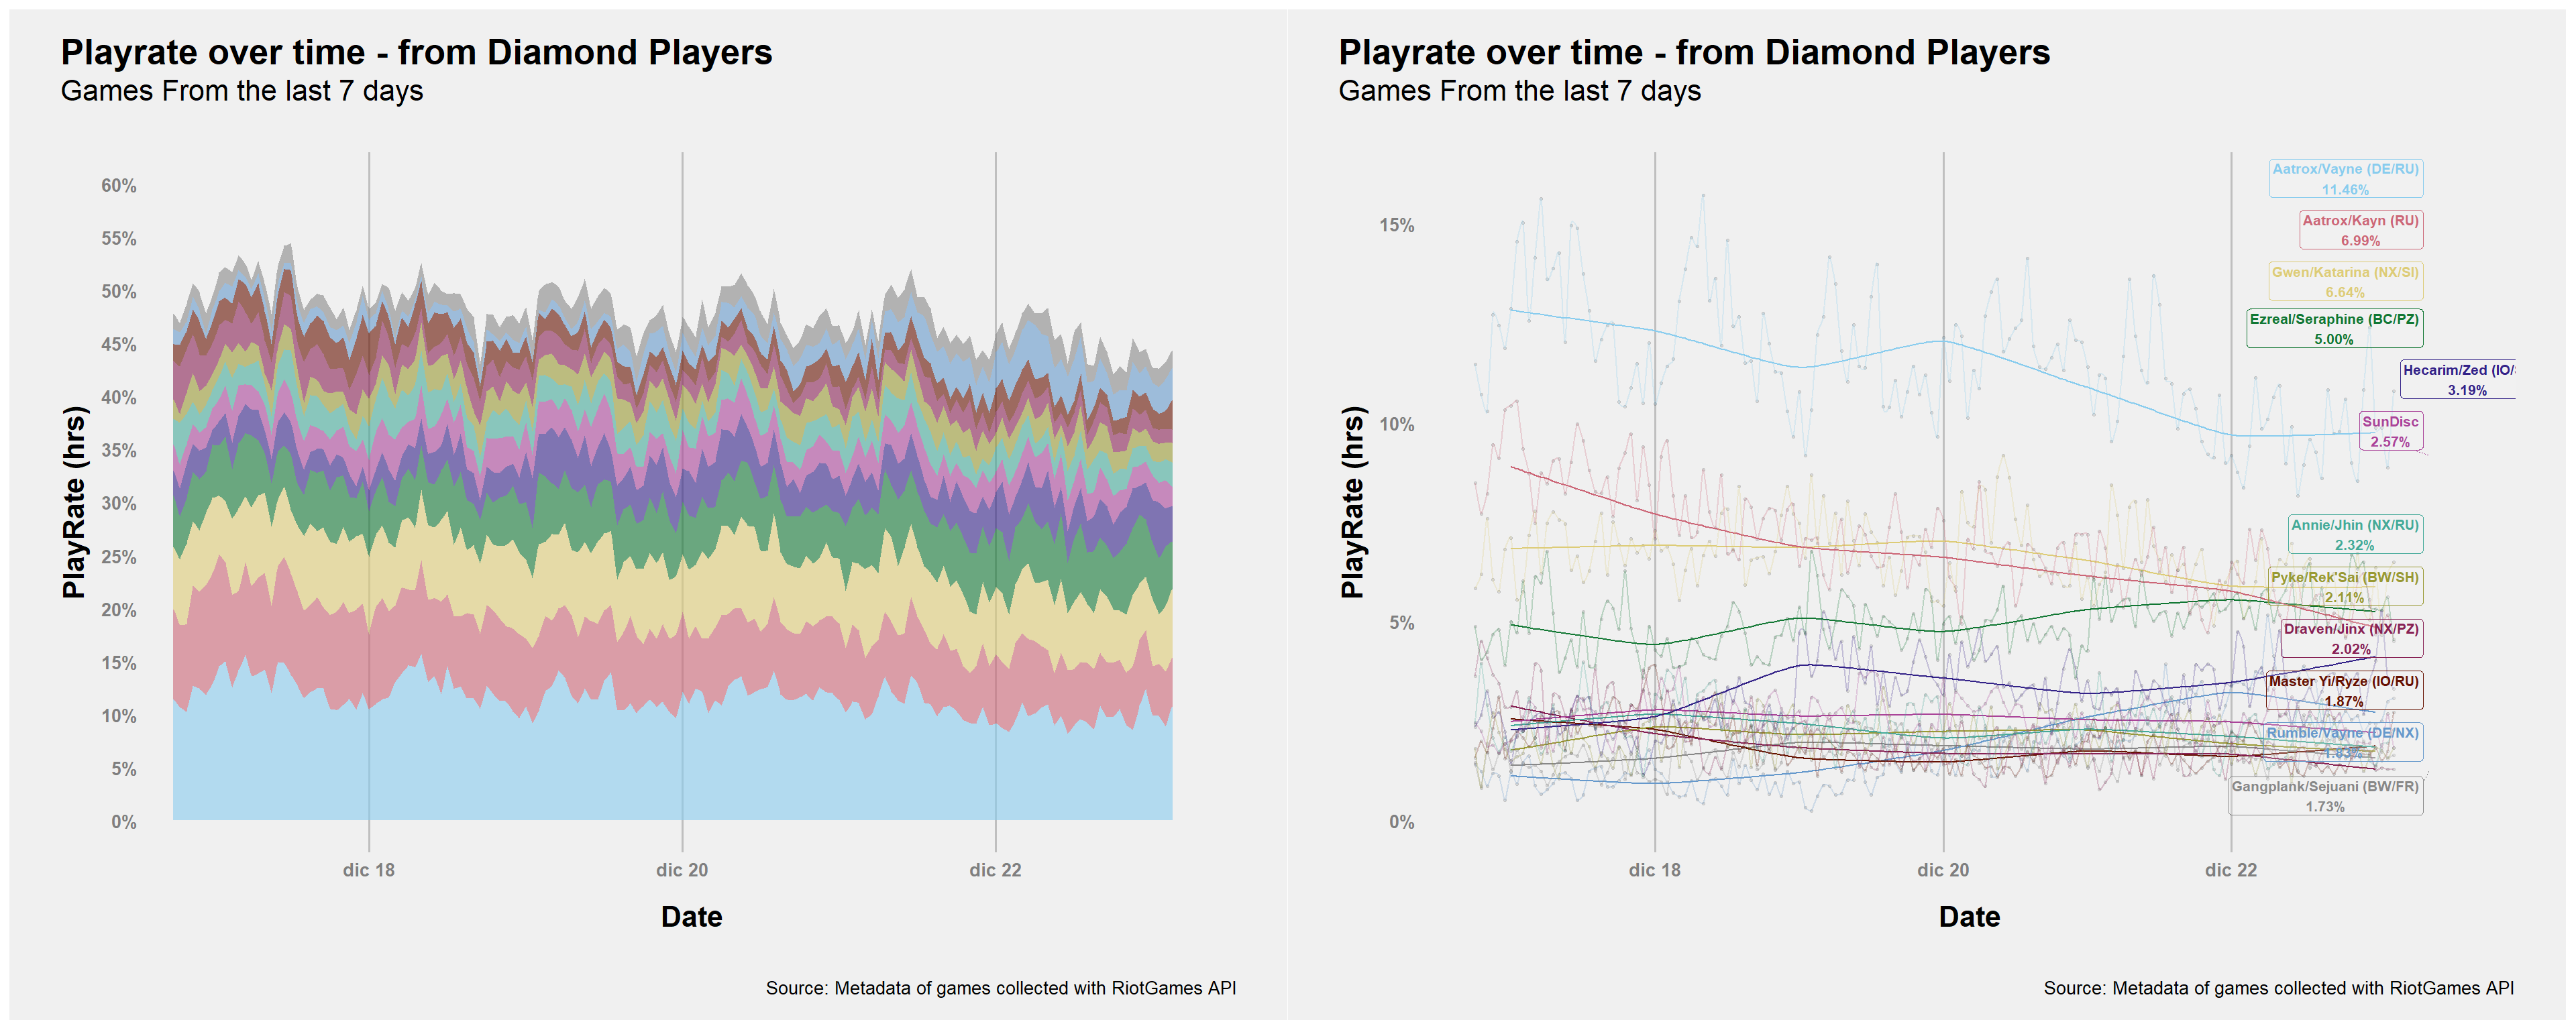 Playrate over time - from Diamond Players
Games From the last 7 days
60%
55%
50%
45%
40%
35%
30%
25%
20%
15%
10%
5%
0%
PlayRate (hrs)
dic 18
dic 20
dic 22
Date
Source: Metadata of games collected with RiotGames API
Playrate over time - from Diamond Players
Games From the last 7 days
15%
10%
5%
0%
PlayRate (hrs)
Aatrox/Vayne (DE/RU)
11.46%
Aatrox/Kayn (RU)
6.99%
Gwen/Katarina (NX/SI)
6.64%
Ezreal/Seraphine (BC/PZ)
5.00%
Hecarim/Zed (IO/
3.19%
SunDisc
2.57%
Annie/Jhin (NX/RU)
2.32%
Pyke/Rek'Sai (BW/SH)
2.11%
Draven/Jinx (NX/PZ)
2.02%
Master Yi/Ryze (IO/RU)
1.87%
Rumble/Vayne (DE/NX)
Gangplank/Sejuani (BW/FR)
1.73%
dic 18
dic 20
dic 22
Date
Source: Metadata of games collected with RiotGames API